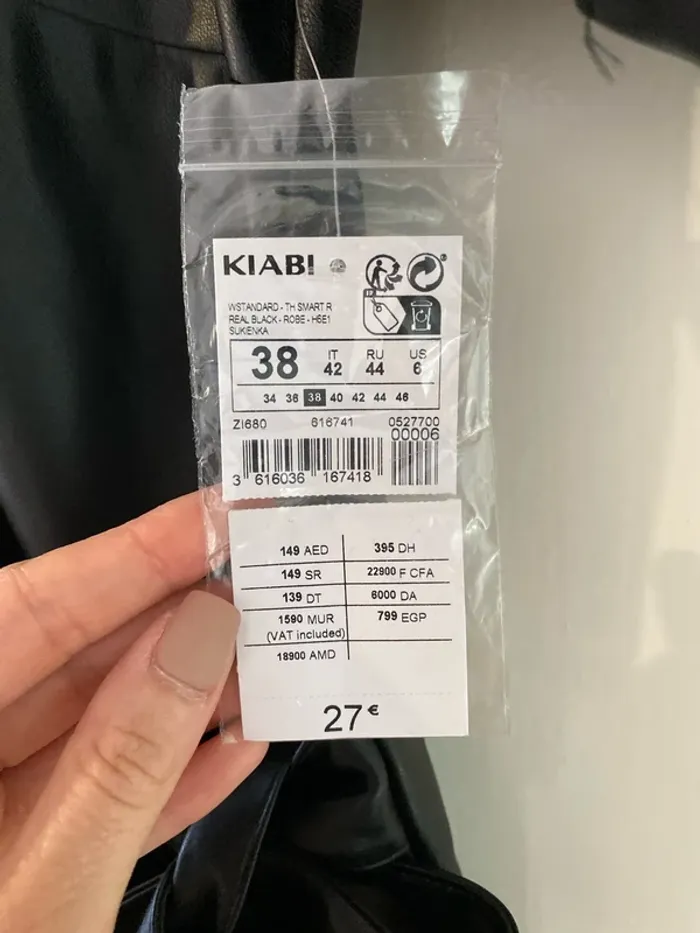 KIABI
WSTANDARD - TH.SMART R
REAL BLACK - ROBE - H6E1
SUKIENKA
38 IT 42 RU 44 US 6
34 36 38 40 42 44 46
ZI680 616741 0527700
00006
3 616036 167418
149 AED 395 DH
149 SR 22900 F CFA
139 DT 6000 DA
1590 MUR 799 EGP
(VAT included)
18900 AMD
27€